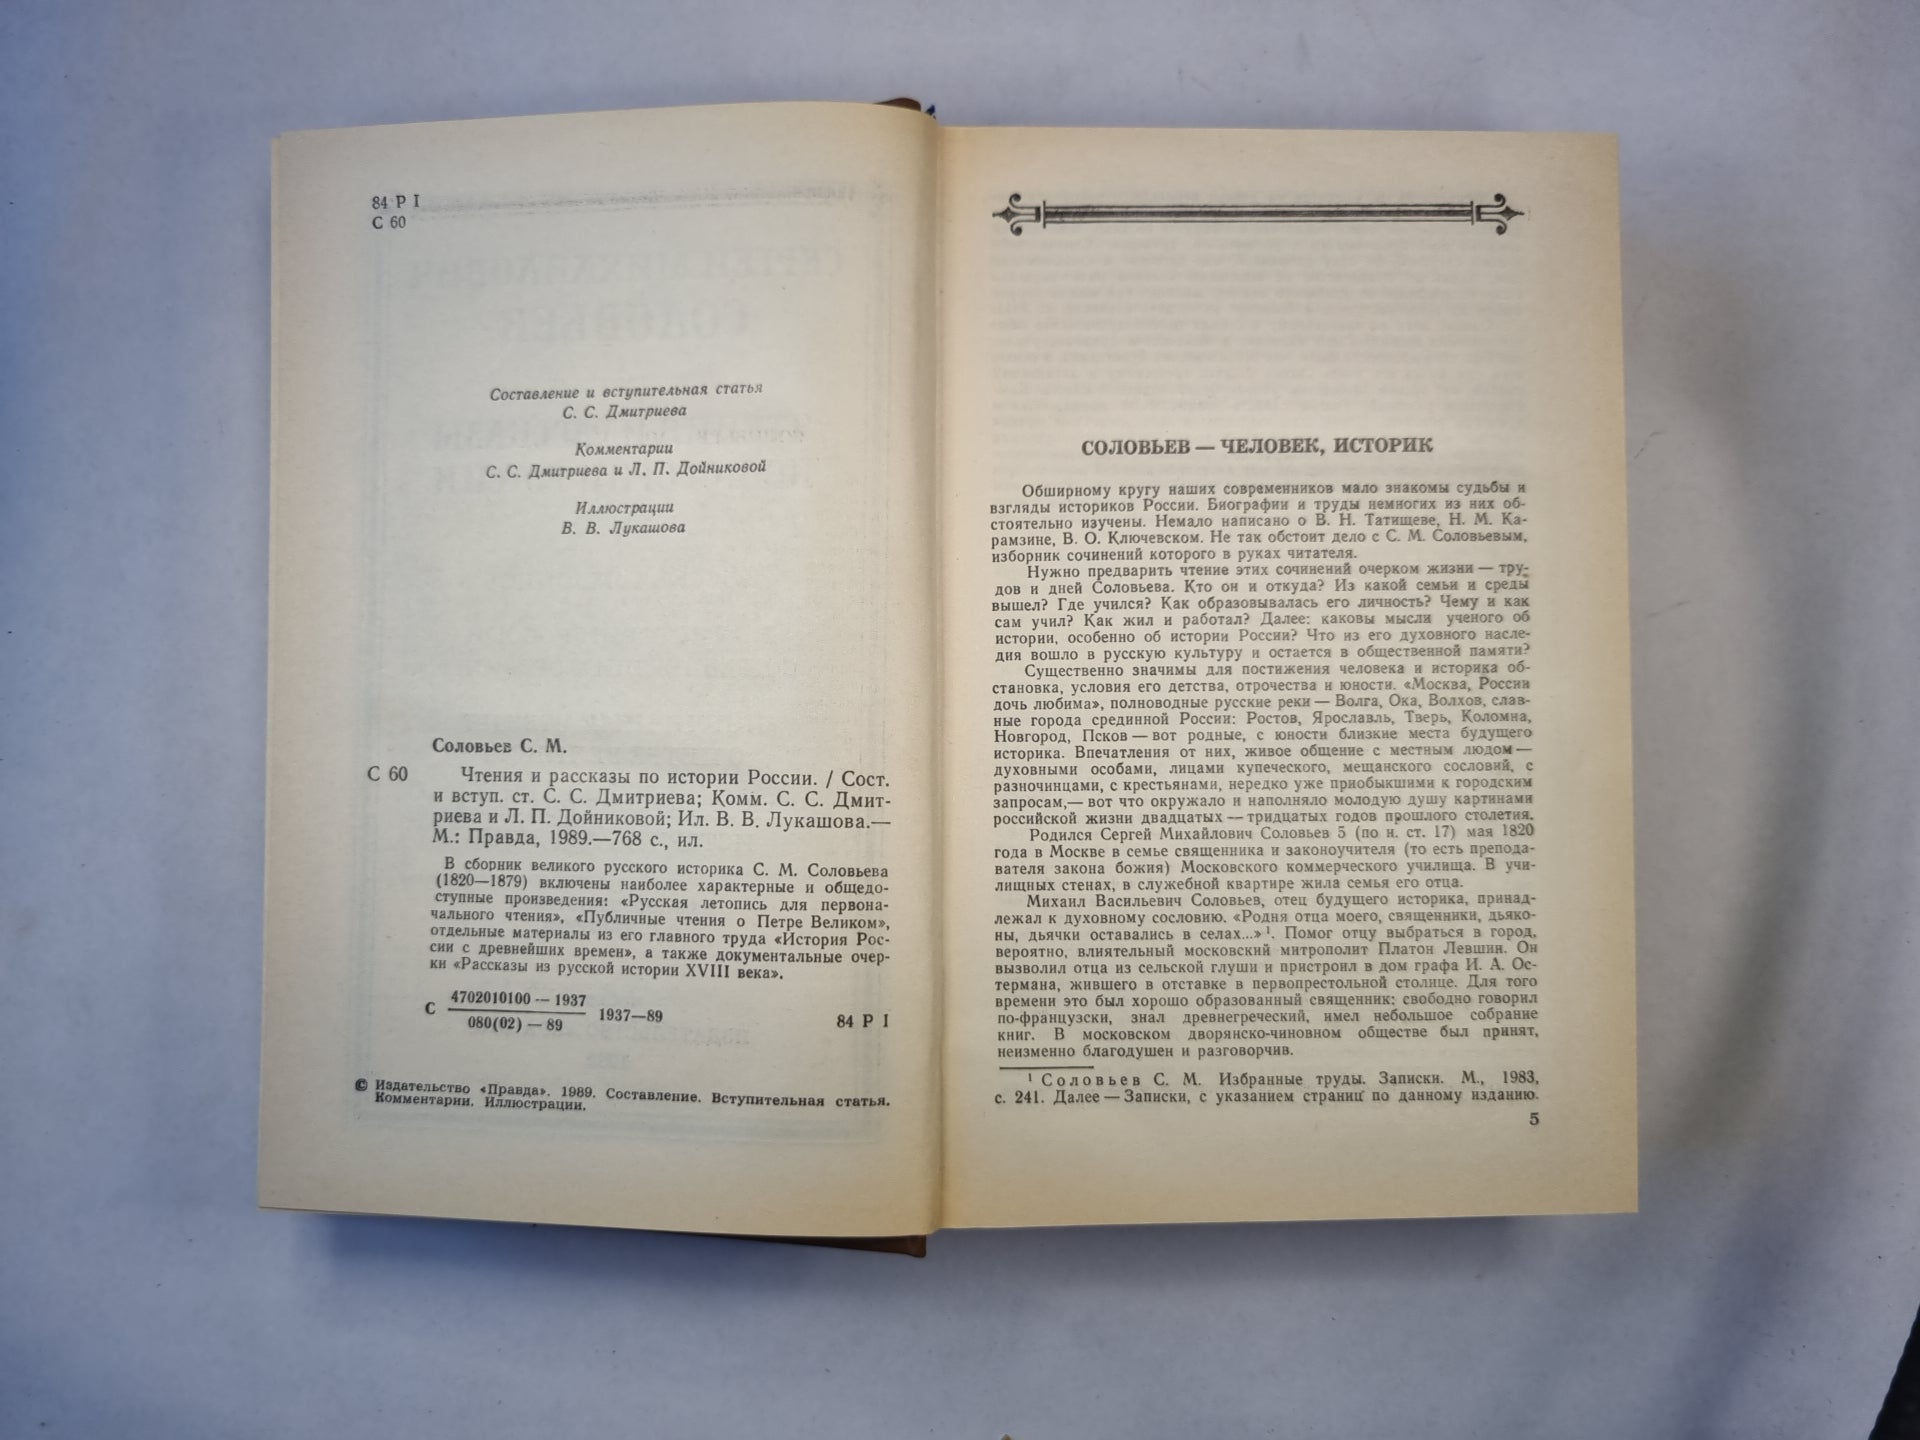 84 Р I
С 60
Составление и вступительная статья
С. С. Дмитриева
Комментарии
С. С. Дмитриева и Л. П. Дойниковой
Иллюстрации
В. В. Лукашова
Соловьев С. М.
С 60 Чтения и рассказы по истории России. / Сост.
и вступ. ст. С. С. Дмитриева; Комм. С. С. Дмит-
риева и Л. П. Дойниковой; Ил. В. В. Лукашова.—
М.: Правда, 1989.—768 с., ил.
В сборник великого русского историка С. М. Соловьева
(1820—1879) включены наиболее характерные и общедо-
ступные произведения: «Русская летопись для первона-
чального чтения», «Публичные чтения о Петре Великом»,
отдельные материалы из его главного труда «История Рос-
сии с древнейших времен», а также документальные очер-
ки «Рассказы из русской истории XVIII века».
С 4702010100 — 1937
080(02) — 89 1937—89 84 Р I
© Издательство «Правда». 1989. Составление. Вступительная статья.
Комментарии. Иллюстрации.
СОЛОВЬЕВ — ЧЕЛОВЕК, ИСТОРИК
Обширному кругу наших современников мало знакомы судьбы и
взгляды историков России. Биографии и труды немногих из них об-
стоятельно изучены. Немало написано о В. Н. Татищеве, Н. М. Ка-
рамзине, В. О. Ключевском. Не так обстоит дело с С. М. Соловьевым,
изборник сочинений которого в руках читателя.
Нужно предварить чтение этих сочинений очерком жизни — тру-
дов и дней Соловьева. Кто он и откуда? Из какой семьи и среды
вышел? Где учился? Как образовывалась его личность? Чему и как
сам учил? Как жил и работал? Далее: каковы мысли ученого об
истории, особенно об истории России? Что из его духовного насле-
дия вошло в русскую культуру и остается в общественной памяти?
Существенно значимы для постижения человека и историка об-
становка, условия его детства, отрочества и юности. «Москва, России
дочь любима», полноводные русские реки — Волга, Ока, Волхов, слав-
ные города срединной России: Ростов, Ярославль, Тверь, Коломна,
Новгород, Псков — вот родные, с юности близкие места будущего
историка. Впечатления от них, живое общение с местным людом —
духовными особами, лицами купеческого, мещанского сословий, с
разночинцами, с крестьянами, нередко уже приобыкшими к городским
запросам,— вот что окружало и наполняло молодую душу картинами
российской жизни двадцатых — тридцатых годов прошлого столетия.
Родился Сергей Михайлович Соловьев 5 (по н. ст. 17) мая 1820
года в Москве в семье священника и законоучителя (то есть препода-
вателя закона божия) Московского коммерческого училища. В учи-
лищных стенах, в служебной квартире жила семья его отца.
Михаил Васильевич Соловьев, отец будущего историка, принад-
лежал к духовному сословию. «Родня отца моего, священники, дьяко-
ны, дьячки оставались в селах...»¹. Помог отцу выбраться в город,
вероятно, влиятельный московский митрополит Платон Левшин. Он
вызволил отца из сельской глуши и пристроил в дом графа И. А. Ос-
термана, жившего в отставке в первопрестольной столице. Для того
времени это был хорошо образованный священник: свободно говорил
по-французски, знал древнегреческий, имел небольшое собрание
книг. В московском дворянско-чиновном обществе был принят,
неизменно благодушен и разговорчив.
¹ Соловьев С. М. Избранные труды. Записки. М., 1983,
с. 241. Далее — Записки, с указанием страниц по данному изданию.
5